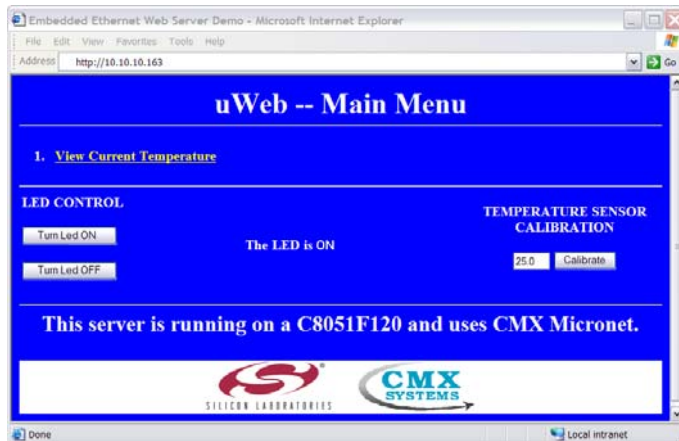 Embedded Ethernet Web Server Demo - Microsoft Internet Explorer
File Edit View Favorites Tools Help
Address http://10.10.10.163 Go
uWeb -- Main Menu
1. View Current Temperature
LED CONTROL
TEMPERATURE SENSOR
CALIBRATION
Turn Led ON
The LED is ON
25.0 Calibrate
Turn Led OFF
This server is running on a C8051F120 and uses CMX Micronet.
SILICON LABORATORIES
CMX
SYSTEMS
Done Local intranet